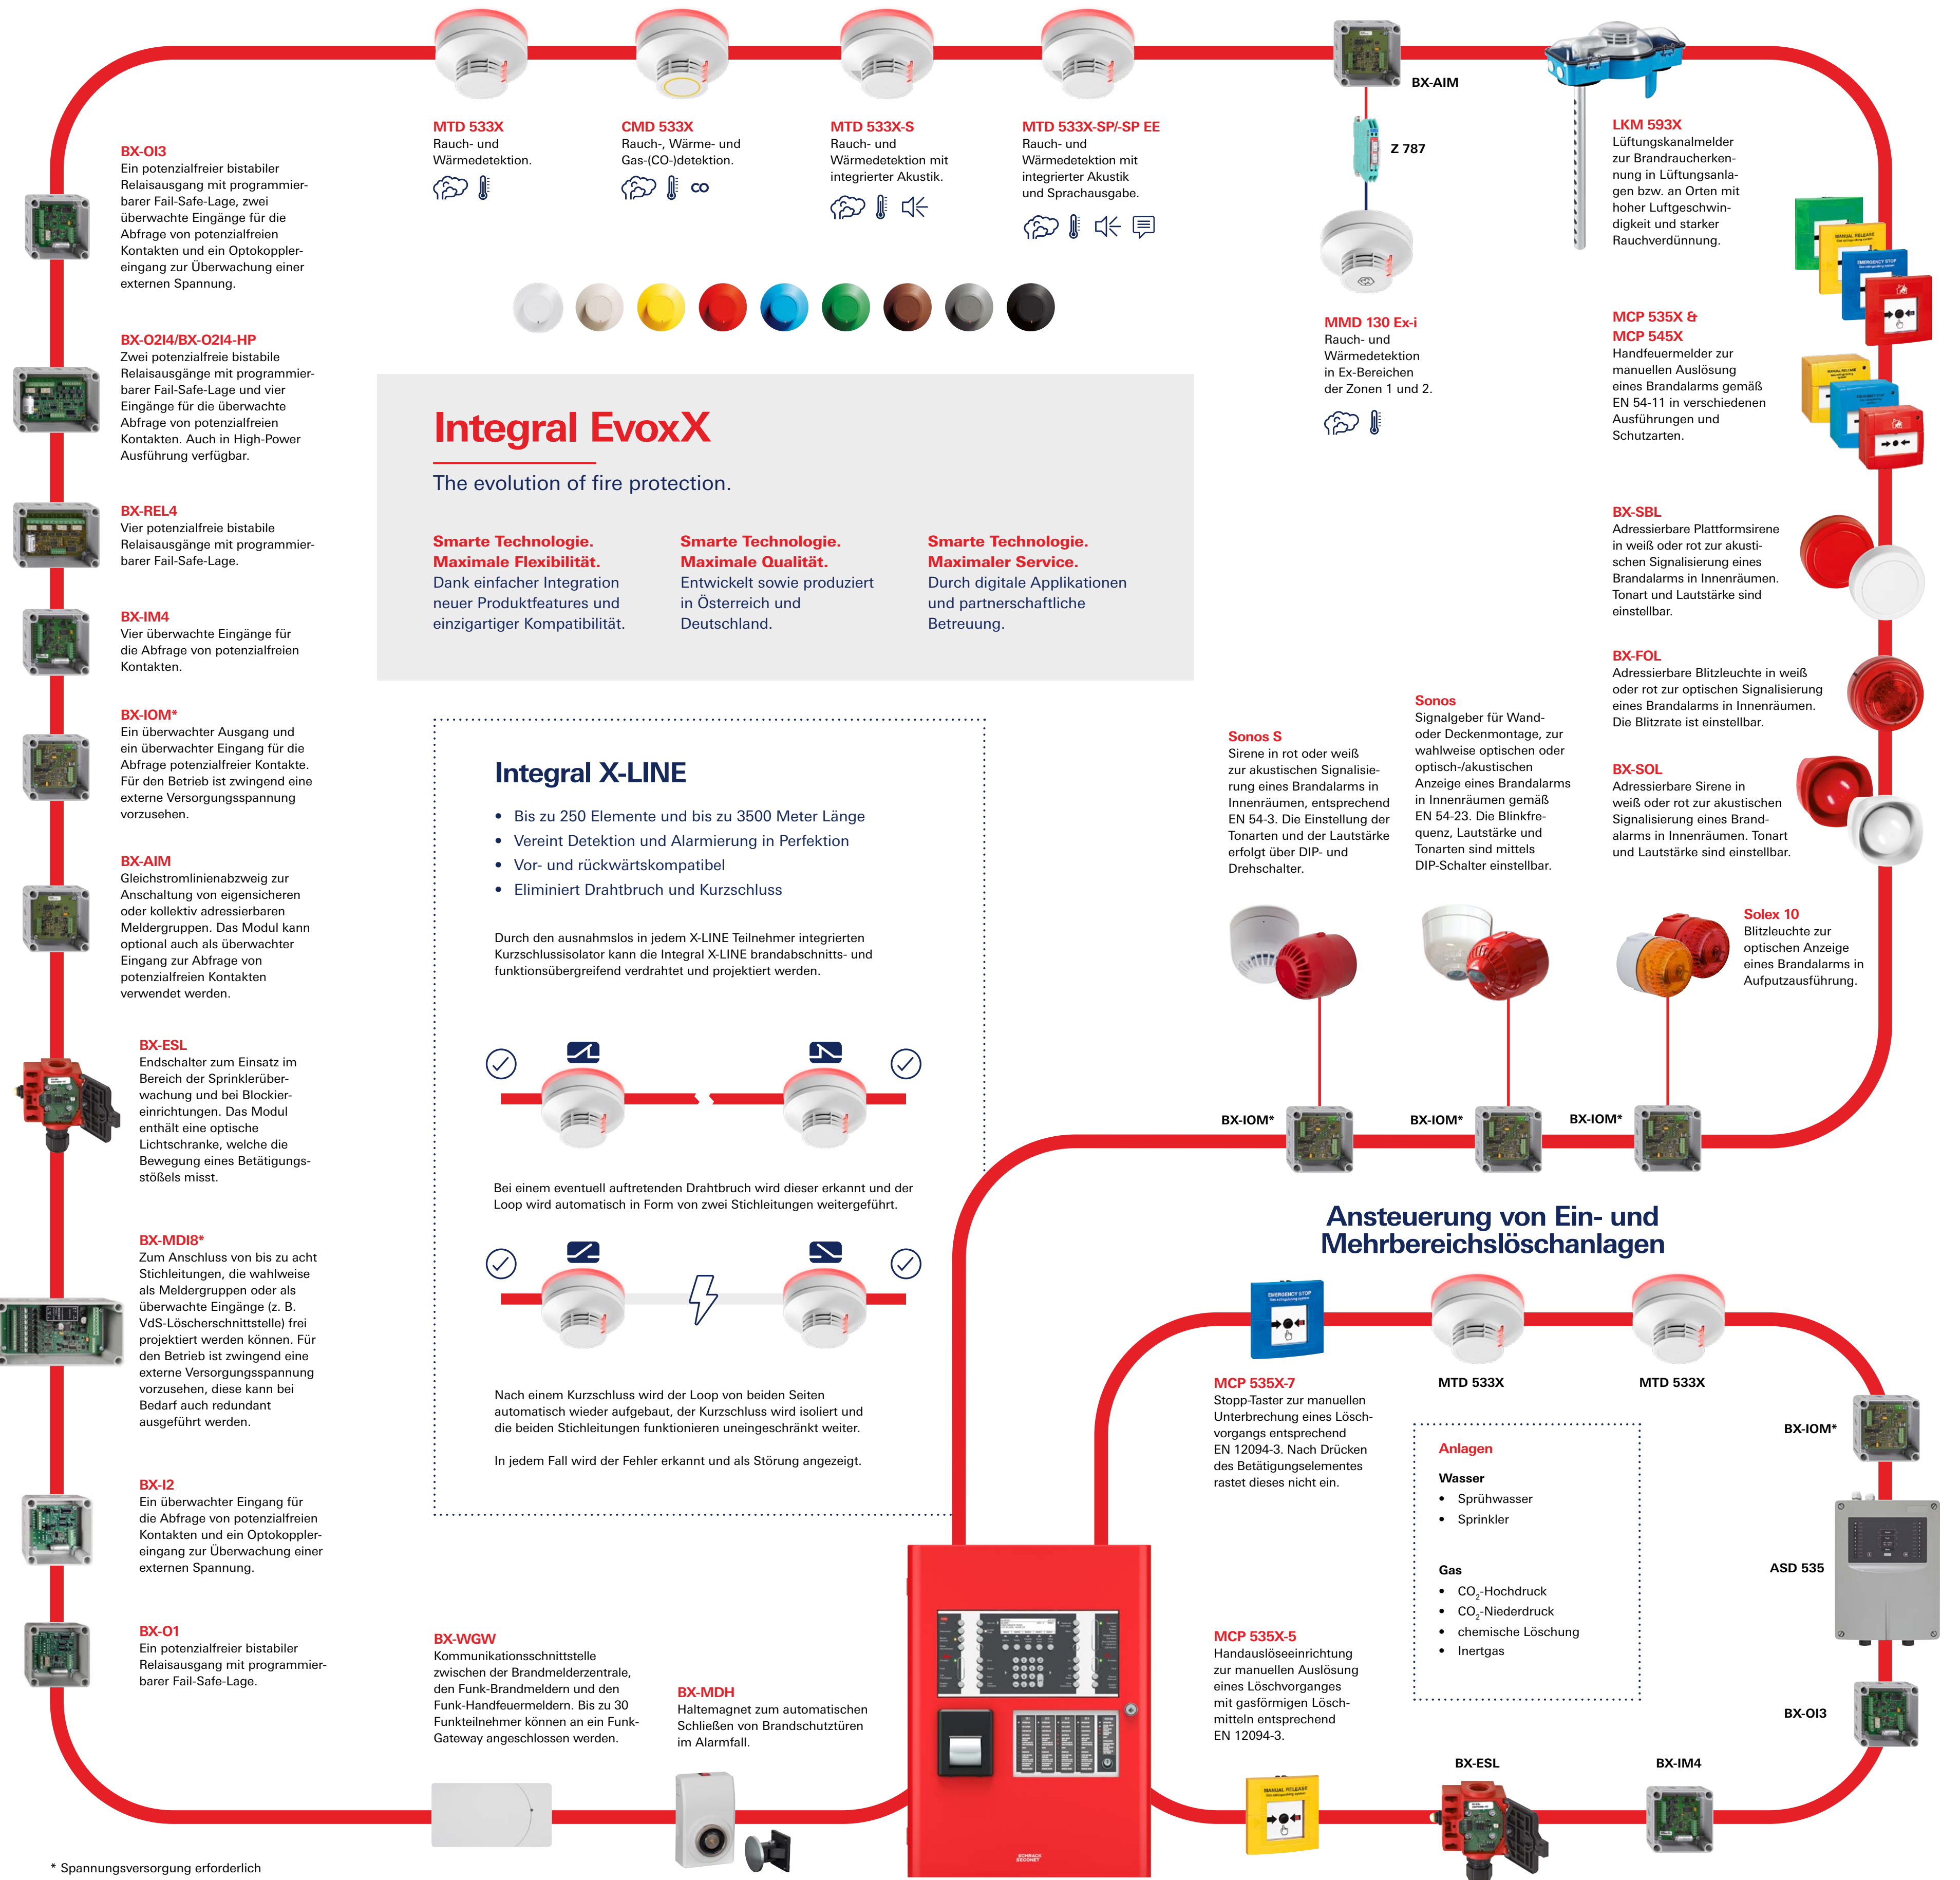 BX-AIM
Z 787
MTD 533X
Rauch- und
Wärmedetektion.
CMD 533X
Rauch-, Wärme- und
Gas-(CO-)detektion.
CO
MTD 533X-S
Rauch- und
Wärmedetektion mit
integrierter Akustik.
MTD 533X-SP/-SP EE
Rauch- und
Wärmedetektion mit
integrierter Akustik
und Sprachausgabe.
MMD 130 Ex-i
Rauch- und
Wärmedetektion
in Ex-Bereichen
der Zonen 1 und 2.
LKM 593X
Lüftungskanalmelder
zur Brandraucherken-
nung in Lüftungsanla-
gen bzw. an Orten mit
hoher Luftgeschwin-
digkeit und starker
Rauchverdünnung.
MANUAL RELEASE
EMERGENCY STOP
MCP 535X &
MCP 545X
Handfeuermelder zur
manuellen Auslösung
eines Brandalarms gemäß
EN 54-11 in verschiedenen
Ausführungen und
Schutzarten.
BX-SBL
Adressierbare Plattformsirene
in weiß oder rot zur akusti-
schen Signalisierung eines
Brandalarms in Innenräumen.
Tonart und Lautstärke sind
einstellbar.
BX-FOL
Adressierbare Blitzleuchte in weiß
oder rot zur optischen Signalisierung
eines Brandalarms in Innenräumen.
Die Blitzrate ist einstellbar.
BX-SOL
Adressierbare Sirene in
weiß oder rot zur akustischen
Signalisierung eines Brand-
alarms in Innenräumen. Tonart
und Lautstärke sind einstellbar.
BX-OI3
Ein potenzialfreier bistabiler
Relaisausgang mit programmier-
barer Fail-Safe-Lage, zwei
überwachte Eingänge für die
Abfrage von potenzialfreien
Kontakten und ein Optokoppler-
eingang zur Überwachung einer
externen Spannung.
BX-O2I4/BX-O2I4-HP
Zwei potenzialfreie bistabile
Relaisausgänge mit programmier-
barer Fail-Safe-Lage und vier
Eingänge für die überwachte
Abfrage von potenzialfreien
Kontakten. Auch in High-Power
Ausführung verfügbar.
BX-REL4
Vier potenzialfreie bistabile
Relaisausgänge mit programmier-
barer Fail-Safe-Lage.
BX-IM4
Vier überwachte Eingänge für
die Abfrage von potenzialfreien
Kontakten.
BX-IOM*
Ein überwachter Ausgang und
ein überwachter Eingang für die
Abfrage potenzialfreier Kontakte.
Für den Betrieb ist zwingend eine
externe Versorgungsspannung
vorzusehen.
BX-AIM
Gleichstromlinienabzweig zur
Anschaltung von eigensicheren
oder kollektiv adressierbaren
Meldergruppen. Das Modul kann
optional auch als überwachter
Eingang zur Abfrage von
potenzialfreien Kontakten
verwendet werden.
BX-ESL
Endschalter zum Einsatz im
Bereich der Sprinklerüber-
wachung und bei Blockier-
einrichtungen. Das Modul
enthält eine optische
Lichtschranke, welche die
Bewegung eines Betätigungs-
stößels misst.
BX-MDI8*
Zum Anschluss von bis zu acht
Stichleitungen, die wahlweise
als Meldergruppen oder als
überwachte Eingänge (z. B.
VdS-Löscherschnittstelle) frei
projektiert werden können. Für
den Betrieb ist zwingend eine
externe Versorgungsspannung
vorzusehen, diese kann bei
Bedarf auch redundant
ausgeführt werden.
BX-I2
Ein überwachter Eingang für
die Abfrage von potenzialfreien
Kontakten und ein Optokoppler-
eingang zur Überwachung einer
externen Spannung.
BX-O1
Ein potenzialfreier bistabiler
Relaisausgang mit programmier-
barer Fail-Safe-Lage.
Integral EvoxX
The evolution of fire protection.
Smarte Technologie.
Maximale Flexibilität.
Dank einfacher Integration
neuer Produktfeatures und
einzigartiger Kompatibilität.
Smarte Technologie.
Maximale Qualität.
Entwickelt sowie produziert
in Österreich und
Deutschland.
Smarte Technologie.
Maximaler Service.
Durch digitale Applikationen
und partnerschaftliche
Betreuung.
Integral X-LINE
• Bis zu 250 Elemente und bis zu 3500 Meter Länge
• Vereint Detektion und Alarmierung in Perfektion
• Vor- und rückwärtskompatibel
• Eliminiert Drahtbruch und Kurzschluss
Durch den ausnahmslos in jedem X-LINE Teilnehmer integrierten
Kurzschlussisolator kann die Integral X-LINE brandabschnitts- und
funktionsübergreifend verdrahtet und projektiert werden.
Bei einem eventuell auftretenden Drahtbruch wird dieser erkannt und der
Loop wird automatisch in Form von zwei Stichleitungen weitergeführt.
Nach einem Kurzschluss wird der Loop von beiden Seiten
automatisch wieder aufgebaut, der Kurzschluss wird isoliert und
die beiden Stichleitungen funktionieren uneingeschränkt weiter.
In jedem Fall wird der Fehler erkannt und als Störung angezeigt.
Sonos S
Sirene in rot oder weiß
zur akustischen Signalisie-
rung eines Brandalarms in
Innenräumen, entsprechend
EN 54-3. Die Einstellung der
Tonarten und der Lautstärke
erfolgt über DIP- und
Drehschalter.
Sonos
Signalgeber für Wand-
oder Deckenmontage, zur
wahlweise optischen oder
optisch-/akustischen
Anzeige eines Brandalarms
in Innenräumen gemäß
EN 54-23. Die Blinkfre-
quenz, Lautstärke und
Tonarten sind mittels
DIP-Schalter einstellbar.
Solex 10
Blitzleuchte zur
optischen Anzeige
eines Brandalarms in
Aufputzausführung.
BX-IOM*
BX-IOM*
BX-IOM*
Ansteuerung von Ein- und
Mehrbereichslöschanlagen
EMERGENCY STOP
MCP 535X-7
Stopp-Taster zur manuellen
Unterbrechung eines Lösch-
vorgangs entsprechend
EN 12094-3. Nach Drücken
des Betätigungselementes
rastet dieses nicht ein.
MTD 533X
MTD 533X
BX-IOM*
ASD 535
BX-OI3
Anlagen
Wasser
• Sprühwasser
• Sprinkler
Gas
• CO₂-Hochdruck
• CO₂-Niederdruck
• chemische Löschung
• Inertgas
MCP 535X-5
Handauslöseeinrichtung
zur manuellen Auslösung
eines Löschvorganges
mit gasförmigen Lösch-
mitteln entsprechend
EN 12094-3.
MANUAL RELEASE
BX-ESL
BX-IM4
BX-WGW
Kommunikationsschnittstelle
zwischen der Brandmelderzentrale,
den Funk-Brandmeldern und den
Funk-Handfeuermeldern. Bis zu 30
Funkteilnehmer können an ein Funk-
Gateway angeschlossen werden.
BX-MDH
Haltemagnet zum automatischen
Schließen von Brandschutztüren
im Alarmfall.
SCHRACK
SECONET
* Spannungsversorgung erforderlich